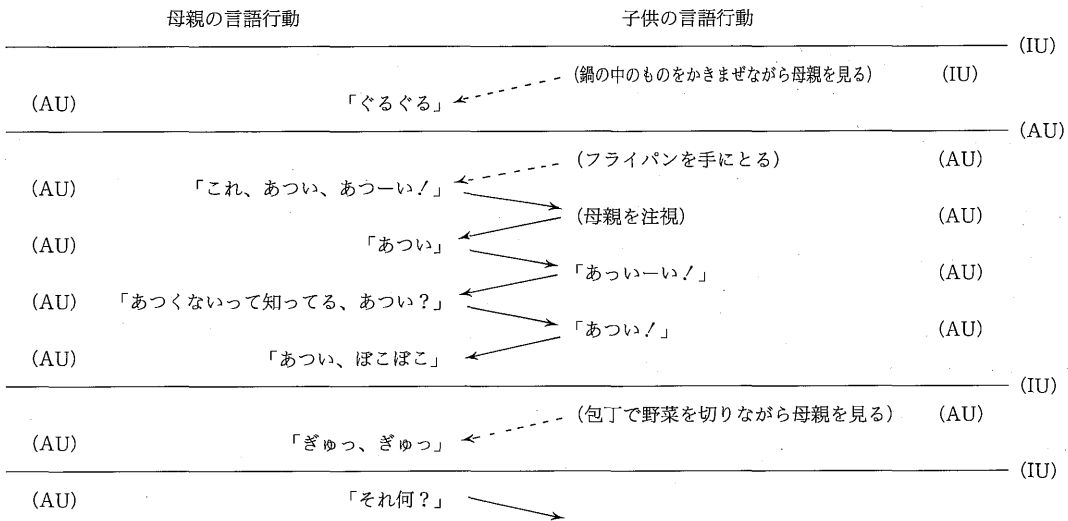 母親の言語行動 子供の言語行動
(IU)
(鍋の中のものをかきまぜながら母親を見る) (IU)
(AU) 「ぐるぐる」
(AU)
(フライパンを手にとる) (AU)
(AU) 「これ、あつい、あつーい！」
(母親を注視) (AU)
(AU) 「あつい」
「あっいーい！」 (AU)
(AU) 「あつくないって知ってる、あつい？」
「あつい！」 (AU)
(AU) 「あつい、ぽこぽこ」
(IU)
(包丁で野菜を切りながら母親を見る) (AU)
(AU) 「ぎゅっ、ぎゅっ」
(IU)
(AU) 「それ何？」